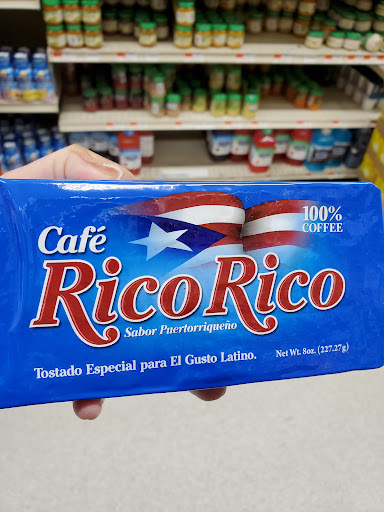 Café
100%
COFFEE
Rico Rico
Sabor Puertorriqueño
Tostado Especial para El Gusto Latino.
Net Wt. 8oz. (227.27g)